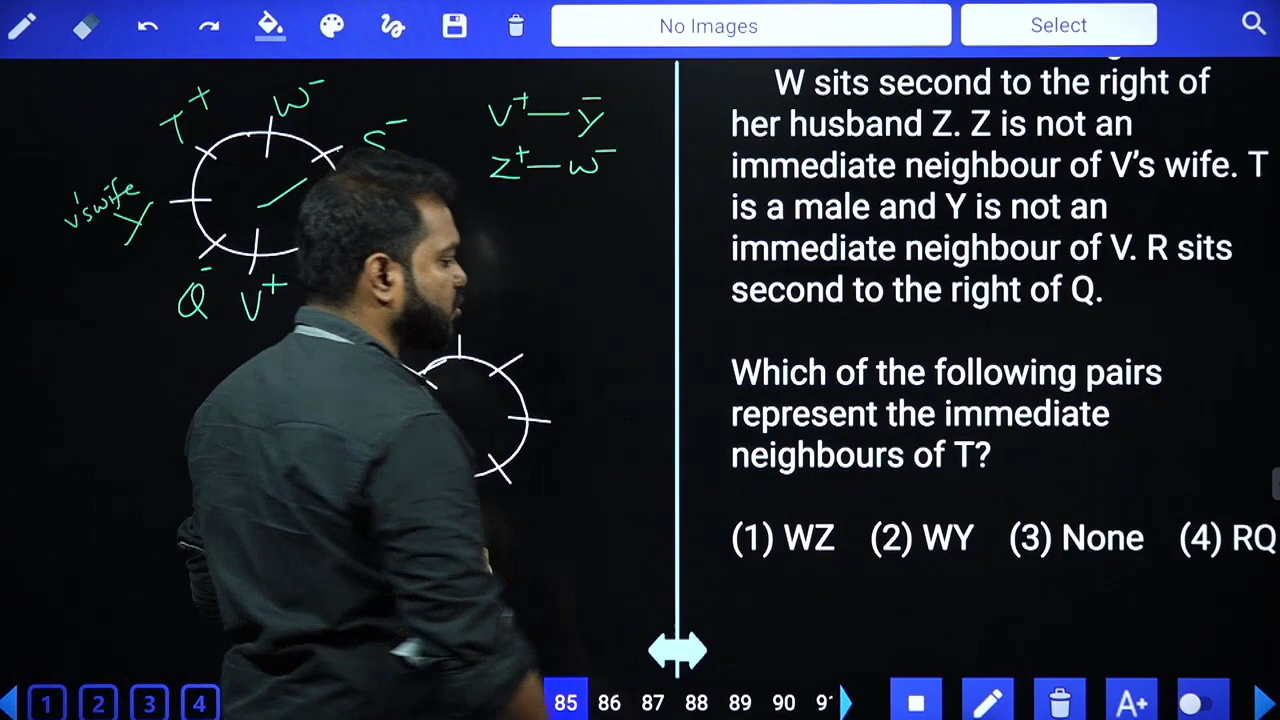 No Images
Select
T+
W-
S-
V's wife
Y
Q-
V+
V+ — Y-
Z+ — W-
W sits second to the right of
her husband Z. Z is not an
immediate neighbour of V’s wife. T
is a male and Y is not an
immediate neighbour of V. R sits
second to the right of Q.
Which of the following pairs
represent the immediate
neighbours of T?
(1) WZ (2) WY (3) None (4) RQ
1 2 3 4
85 86 87 88 89 90
A+